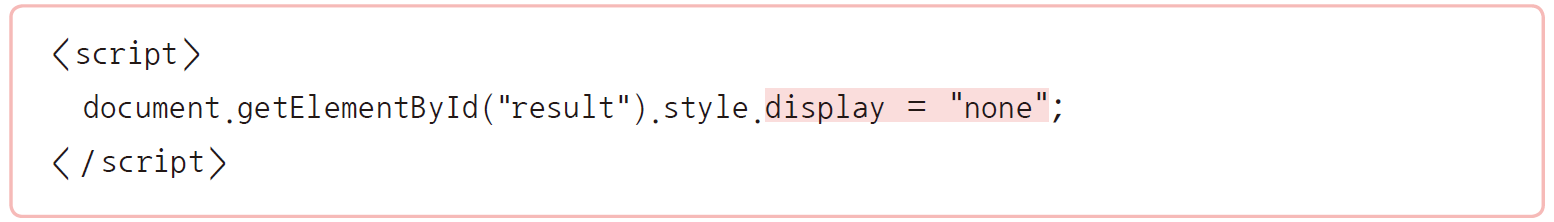 <script>
document.getElementById("result").style.display = "none";
</script>